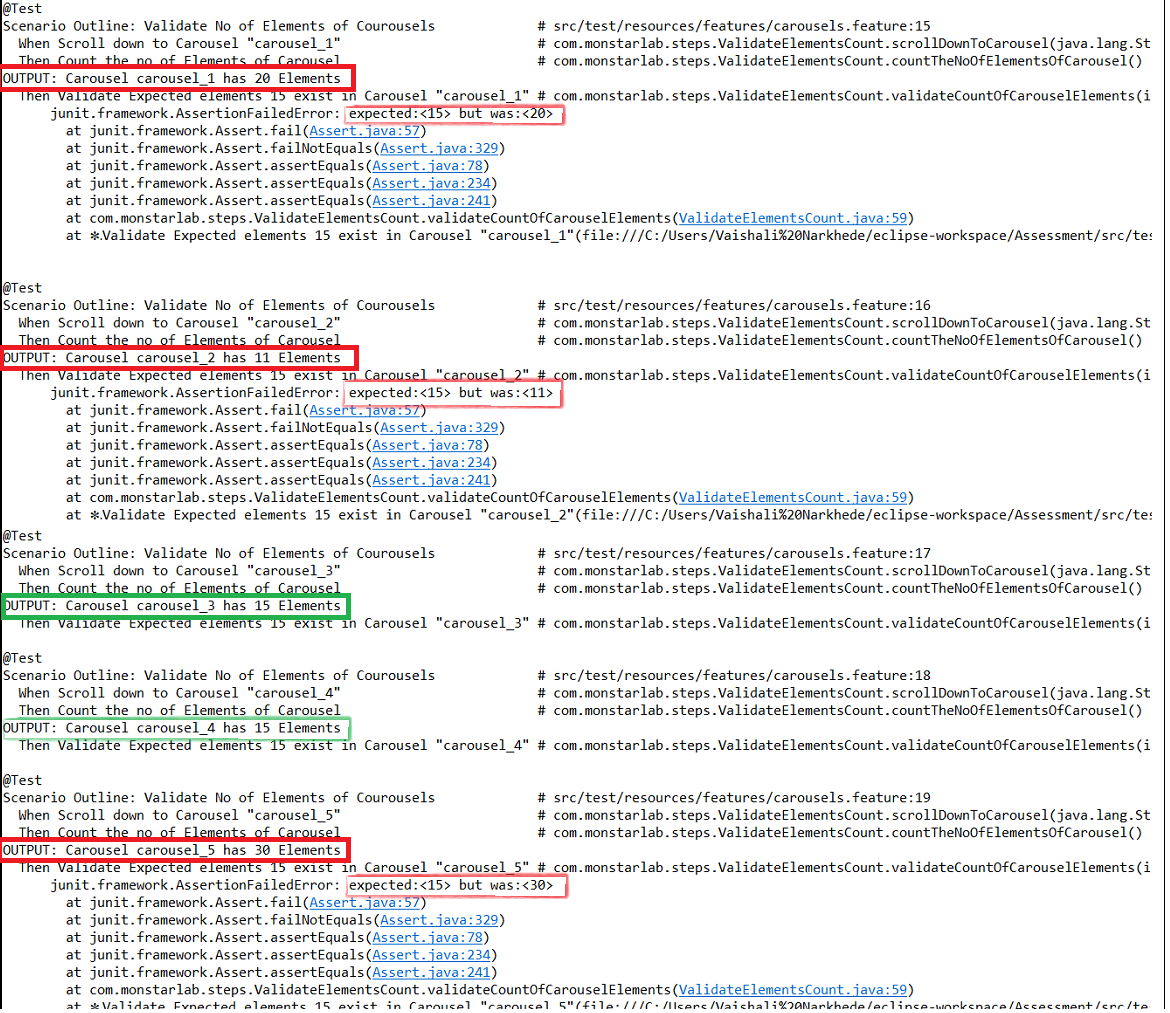 @Test
Scenario Outline: Validate No of Elements of Courousels # src/test/resources/features/carousels.feature:15
When Scroll down to Carousel "carousel_1" # com.monstarlab.steps.ValidateElementsCount.scrollDownToCarousel(java.lang.St
Then Count the no of Elements of Carousel # com.monstarlab.steps.ValidateElementsCount.countTheNoOfElementsOfCarousel()
OUTPUT: Carousel carousel_1 has 20 Elements
Then Validate Expected elements 15 exist in Carousel "carousel_1" # com.monstarlab.steps.ValidateElementsCount.validateCountOfCarouselElements(i
junit.framework.AssertionFailedError: expected:<15> but was:<20>
at junit.framework.Assert.fail(Assert.java:57)
at junit.framework.Assert.failNotEquals(Assert.java:329)
at junit.framework.Assert.assertEquals(Assert.java:78)
at junit.framework.Assert.assertEquals(Assert.java:234)
at junit.framework.Assert.assertEquals(Assert.java:241)
at com.monstarlab.steps.ValidateElementsCount.validateCountOfCarouselElements(ValidateElementsCount.java:59)
at ✽.Validate Expected elements 15 exist in Carousel "carousel_1"(file:///C:/Users/Vaishali%20Narkhede/eclipse-workspace/Assessment/src/tes
@Test
Scenario Outline: Validate No of Elements of Courousels # src/test/resources/features/carousels.feature:16
When Scroll down to Carousel "carousel_2" # com.monstarlab.steps.ValidateElementsCount.scrollDownToCarousel(java.lang.St
Then Count the no of Elements of Carousel # com.monstarlab.steps.ValidateElementsCount.countTheNoOfElementsOfCarousel()
OUTPUT: Carousel carousel_2 has 11 Elements
Then Validate Expected elements 15 exist in Carousel "carousel_2" # com.monstarlab.steps.ValidateElementsCount.validateCountOfCarouselElements(i
junit.framework.AssertionFailedError: expected:<15> but was:<11>
at junit.framework.Assert.fail(Assert.java:57)
at junit.framework.Assert.failNotEquals(Assert.java:329)
at junit.framework.Assert.assertEquals(Assert.java:78)
at junit.framework.Assert.assertEquals(Assert.java:234)
at junit.framework.Assert.assertEquals(Assert.java:241)
at com.monstarlab.steps.ValidateElementsCount.validateCountOfCarouselElements(ValidateElementsCount.java:59)
at ✽.Validate Expected elements 15 exist in Carousel "carousel_2"(file:///C:/Users/Vaishali%20Narkhede/eclipse-workspace/Assessment/src/tes
@Test
Scenario Outline: Validate No of Elements of Courousels # src/test/resources/features/carousels.feature:17
When Scroll down to Carousel "carousel_3" # com.monstarlab.steps.ValidateElementsCount.scrollDownToCarousel(java.lang.St
Then Count the no of Elements of Carousel # com.monstarlab.steps.ValidateElementsCount.countTheNoOfElementsOfCarousel()
OUTPUT: Carousel carousel_3 has 15 Elements
Then Validate Expected elements 15 exist in Carousel "carousel_3" # com.monstarlab.steps.ValidateElementsCount.validateCountOfCarouselElements(i
@Test
Scenario Outline: Validate No of Elements of Courousels # src/test/resources/features/carousels.feature:18
When Scroll down to Carousel "carousel_4" # com.monstarlab.steps.ValidateElementsCount.scrollDownToCarousel(java.lang.St
Then Count the no of Elements of Carousel # com.monstarlab.steps.ValidateElementsCount.countTheNoOfElementsOfCarousel()
OUTPUT: Carousel carousel_4 has 15 Elements
Then Validate Expected elements 15 exist in Carousel "carousel_4" # com.monstarlab.steps.ValidateElementsCount.validateCountOfCarouselElements(i
@Test
Scenario Outline: Validate No of Elements of Courousels # src/test/resources/features/carousels.feature:19
When Scroll down to Carousel "carousel_5" # com.monstarlab.steps.ValidateElementsCount.scrollDownToCarousel(java.lang.St
Then Count the no of Elements of Carousel # com.monstarlab.steps.ValidateElementsCount.countTheNoOfElementsOfCarousel()
OUTPUT: Carousel carousel_5 has 30 Elements
Then Validate Expected elements 15 exist in Carousel "carousel_5" # com.monstarlab.steps.ValidateElementsCount.validateCountOfCarouselElements(i
junit.framework.AssertionFailedError: expected:<15> but was:<30>
at junit.framework.Assert.fail(Assert.java:57)
at junit.framework.Assert.failNotEquals(Assert.java:329)
at junit.framework.Assert.assertEquals(Assert.java:78)
at junit.framework.Assert.assertEquals(Assert.java:234)
at junit.framework.Assert.assertEquals(Assert.java:241)
at com.monstarlab.steps.ValidateElementsCount.validateCountOfCarouselElements(ValidateElementsCount.java:59)
at ✽.Validate Expected elements 15 exist in Carousel "carousel_5"(file:///C:/Users/Vaishali%20Narkhede/eclipse-workspace/Assessment/src/tes